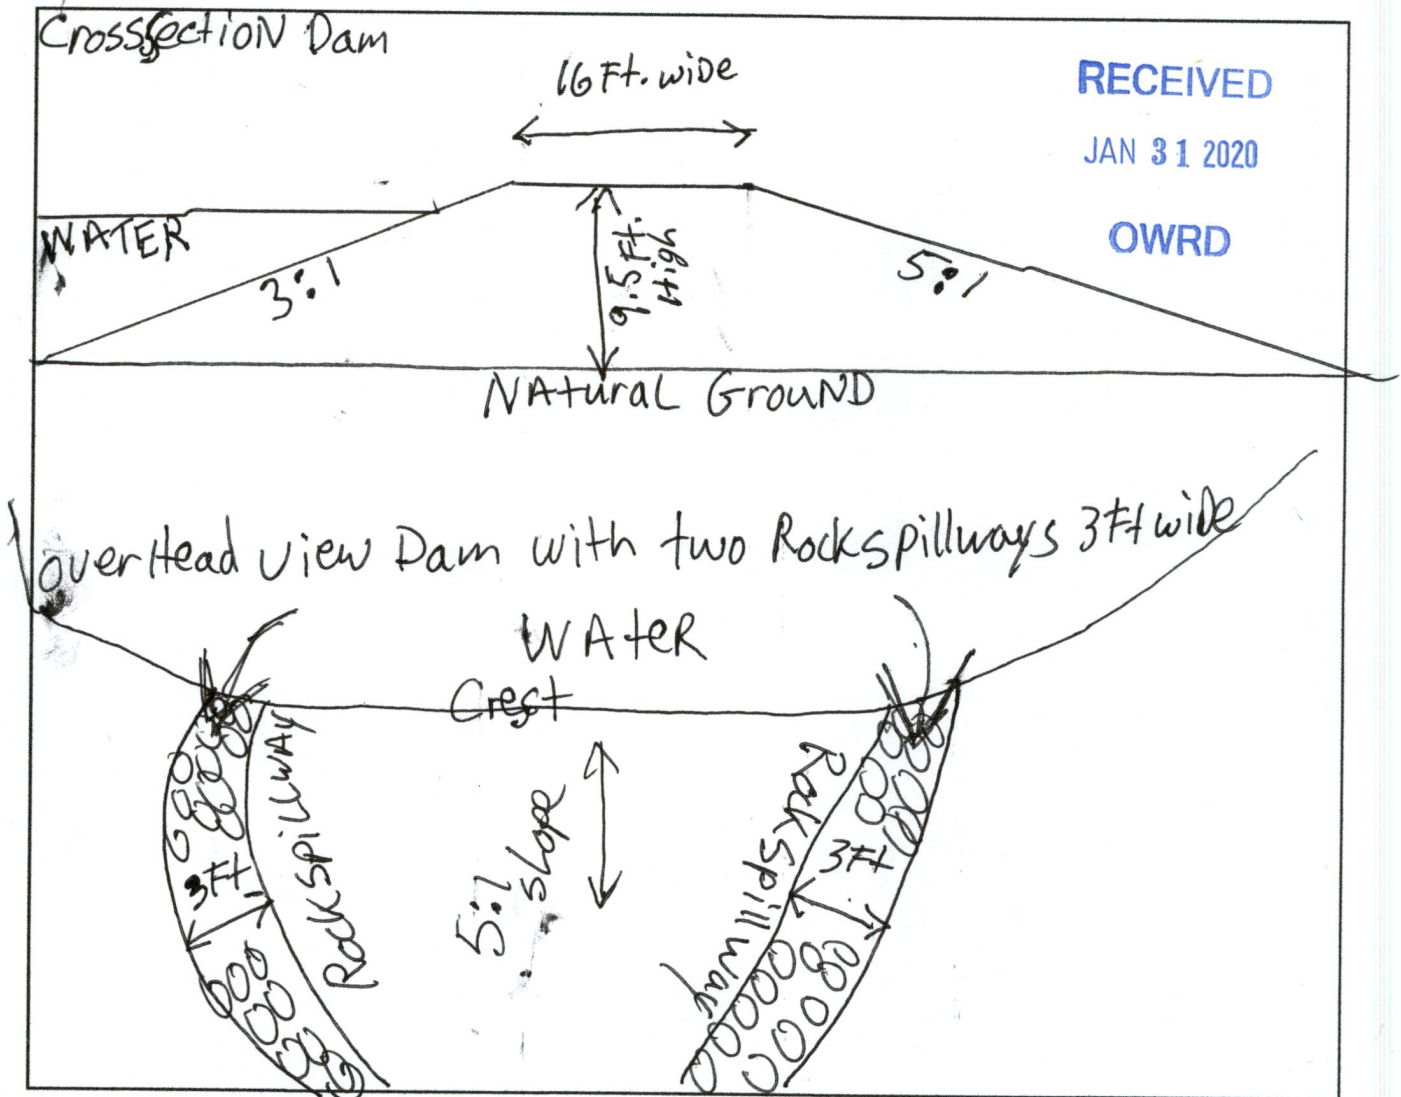 CrossSection Dam
16 Ft. wide
RECEIVED
JAN 31 2020
OWRD
WATER
3:1
9.5 Ft.
High
5:1
NAturaL GrouND
overHead view Dam with two Rockspillways 3Ft wide
WAteR
Crest
RockSpillway
3Ft.
5:1
slope
Rockspillway
3Ft